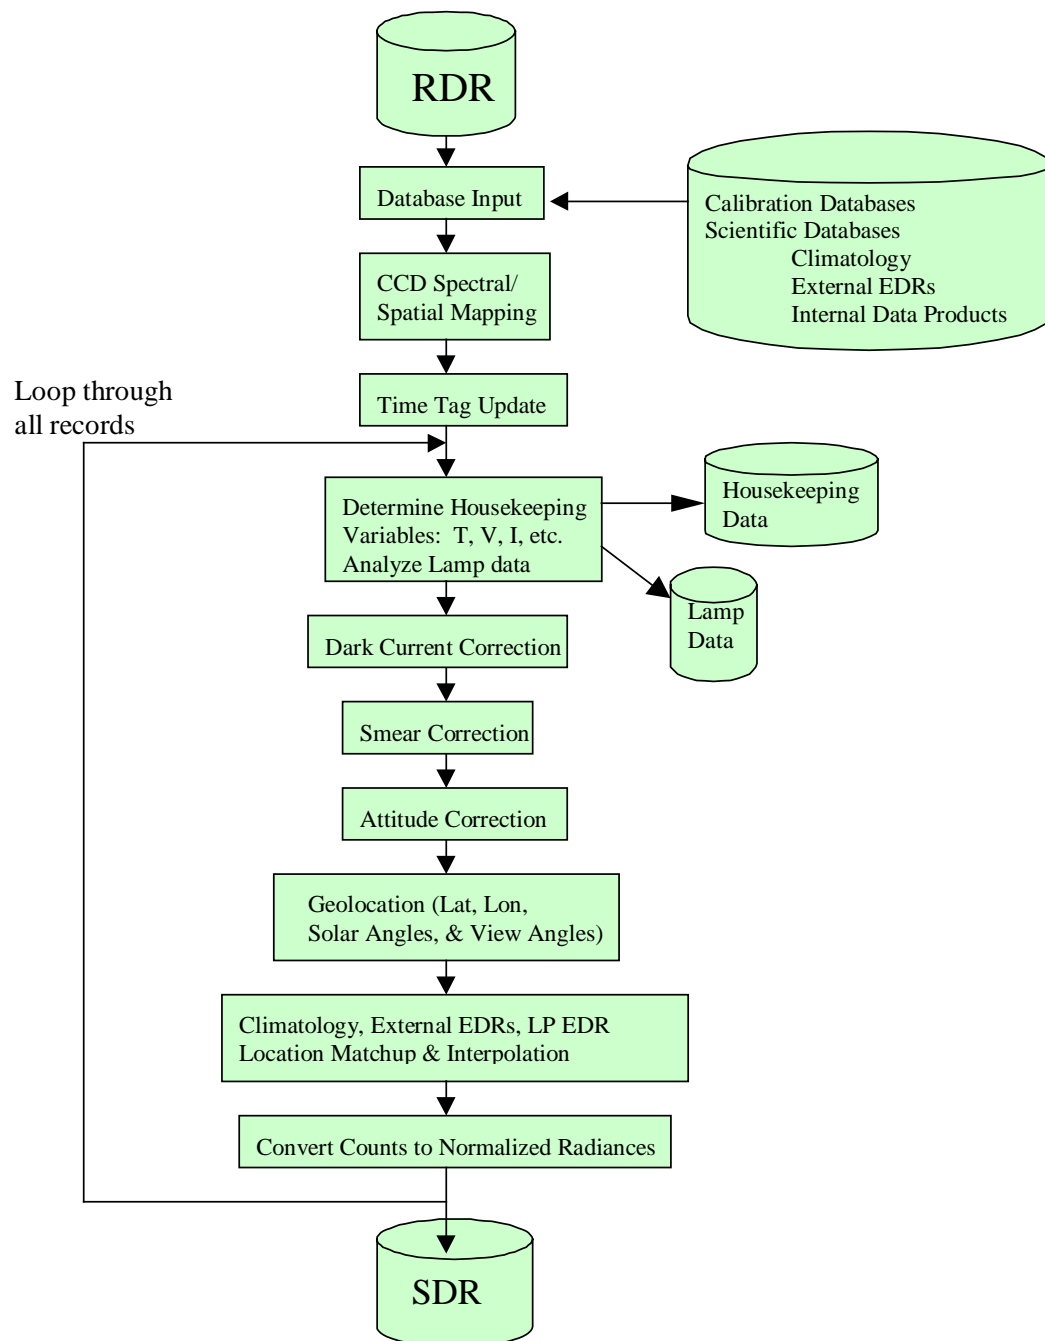 RDR
Database Input
Calibration Databases
Scientific Databases
Climatology
External EDRs
Internal Data Products
CCD Spectral/
Spatial Mapping
Time Tag Update
Loop through
all records
Determine Housekeeping
Variables:  T, V, I, etc.
Analyze Lamp data
Housekeeping
Data
Lamp
Data
Dark Current Correction
Smear Correction
Attitude Correction
Geolocation (Lat, Lon,
Solar Angles, & View Angles)
Climatology, External EDRs, LP EDR
Location Matchup & Interpolation
Convert Counts to Normalized Radiances
SDR